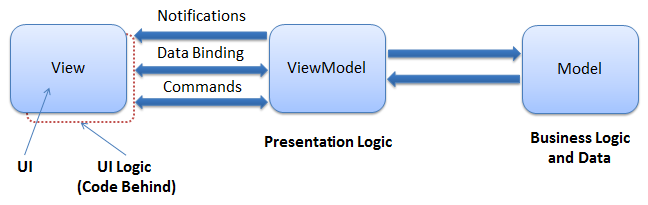 Notifications
Data Binding
Commands
View
ViewModel
Model
UI
UI Logic
(Code Behind)
Presentation Logic
Business Logic
and Data